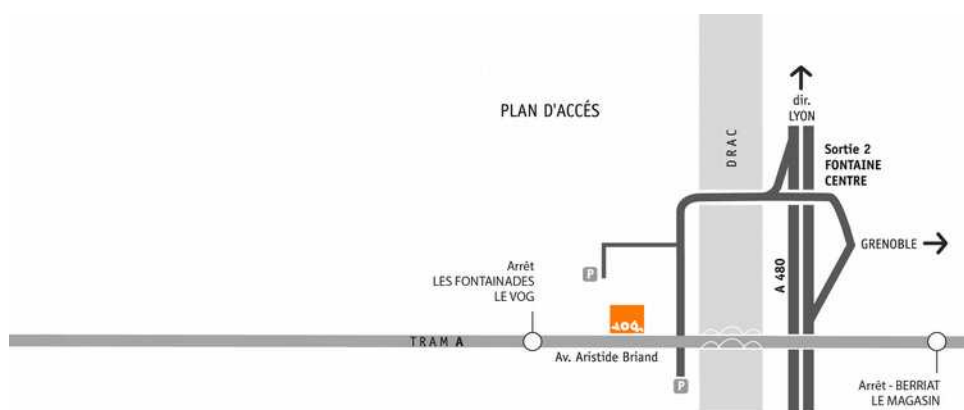 PLAN D'ACCÉS
dir.
LYON
DRAC
Sortie 2
FONTAINE
CENTRE
GRENOBLE
A 480
P
Arrêt
LES FONTAINADES
LE VOG
VOG.
TRAM A
Av. Aristide Briand
P
Arrêt - BERRIAT
LE MAGASIN